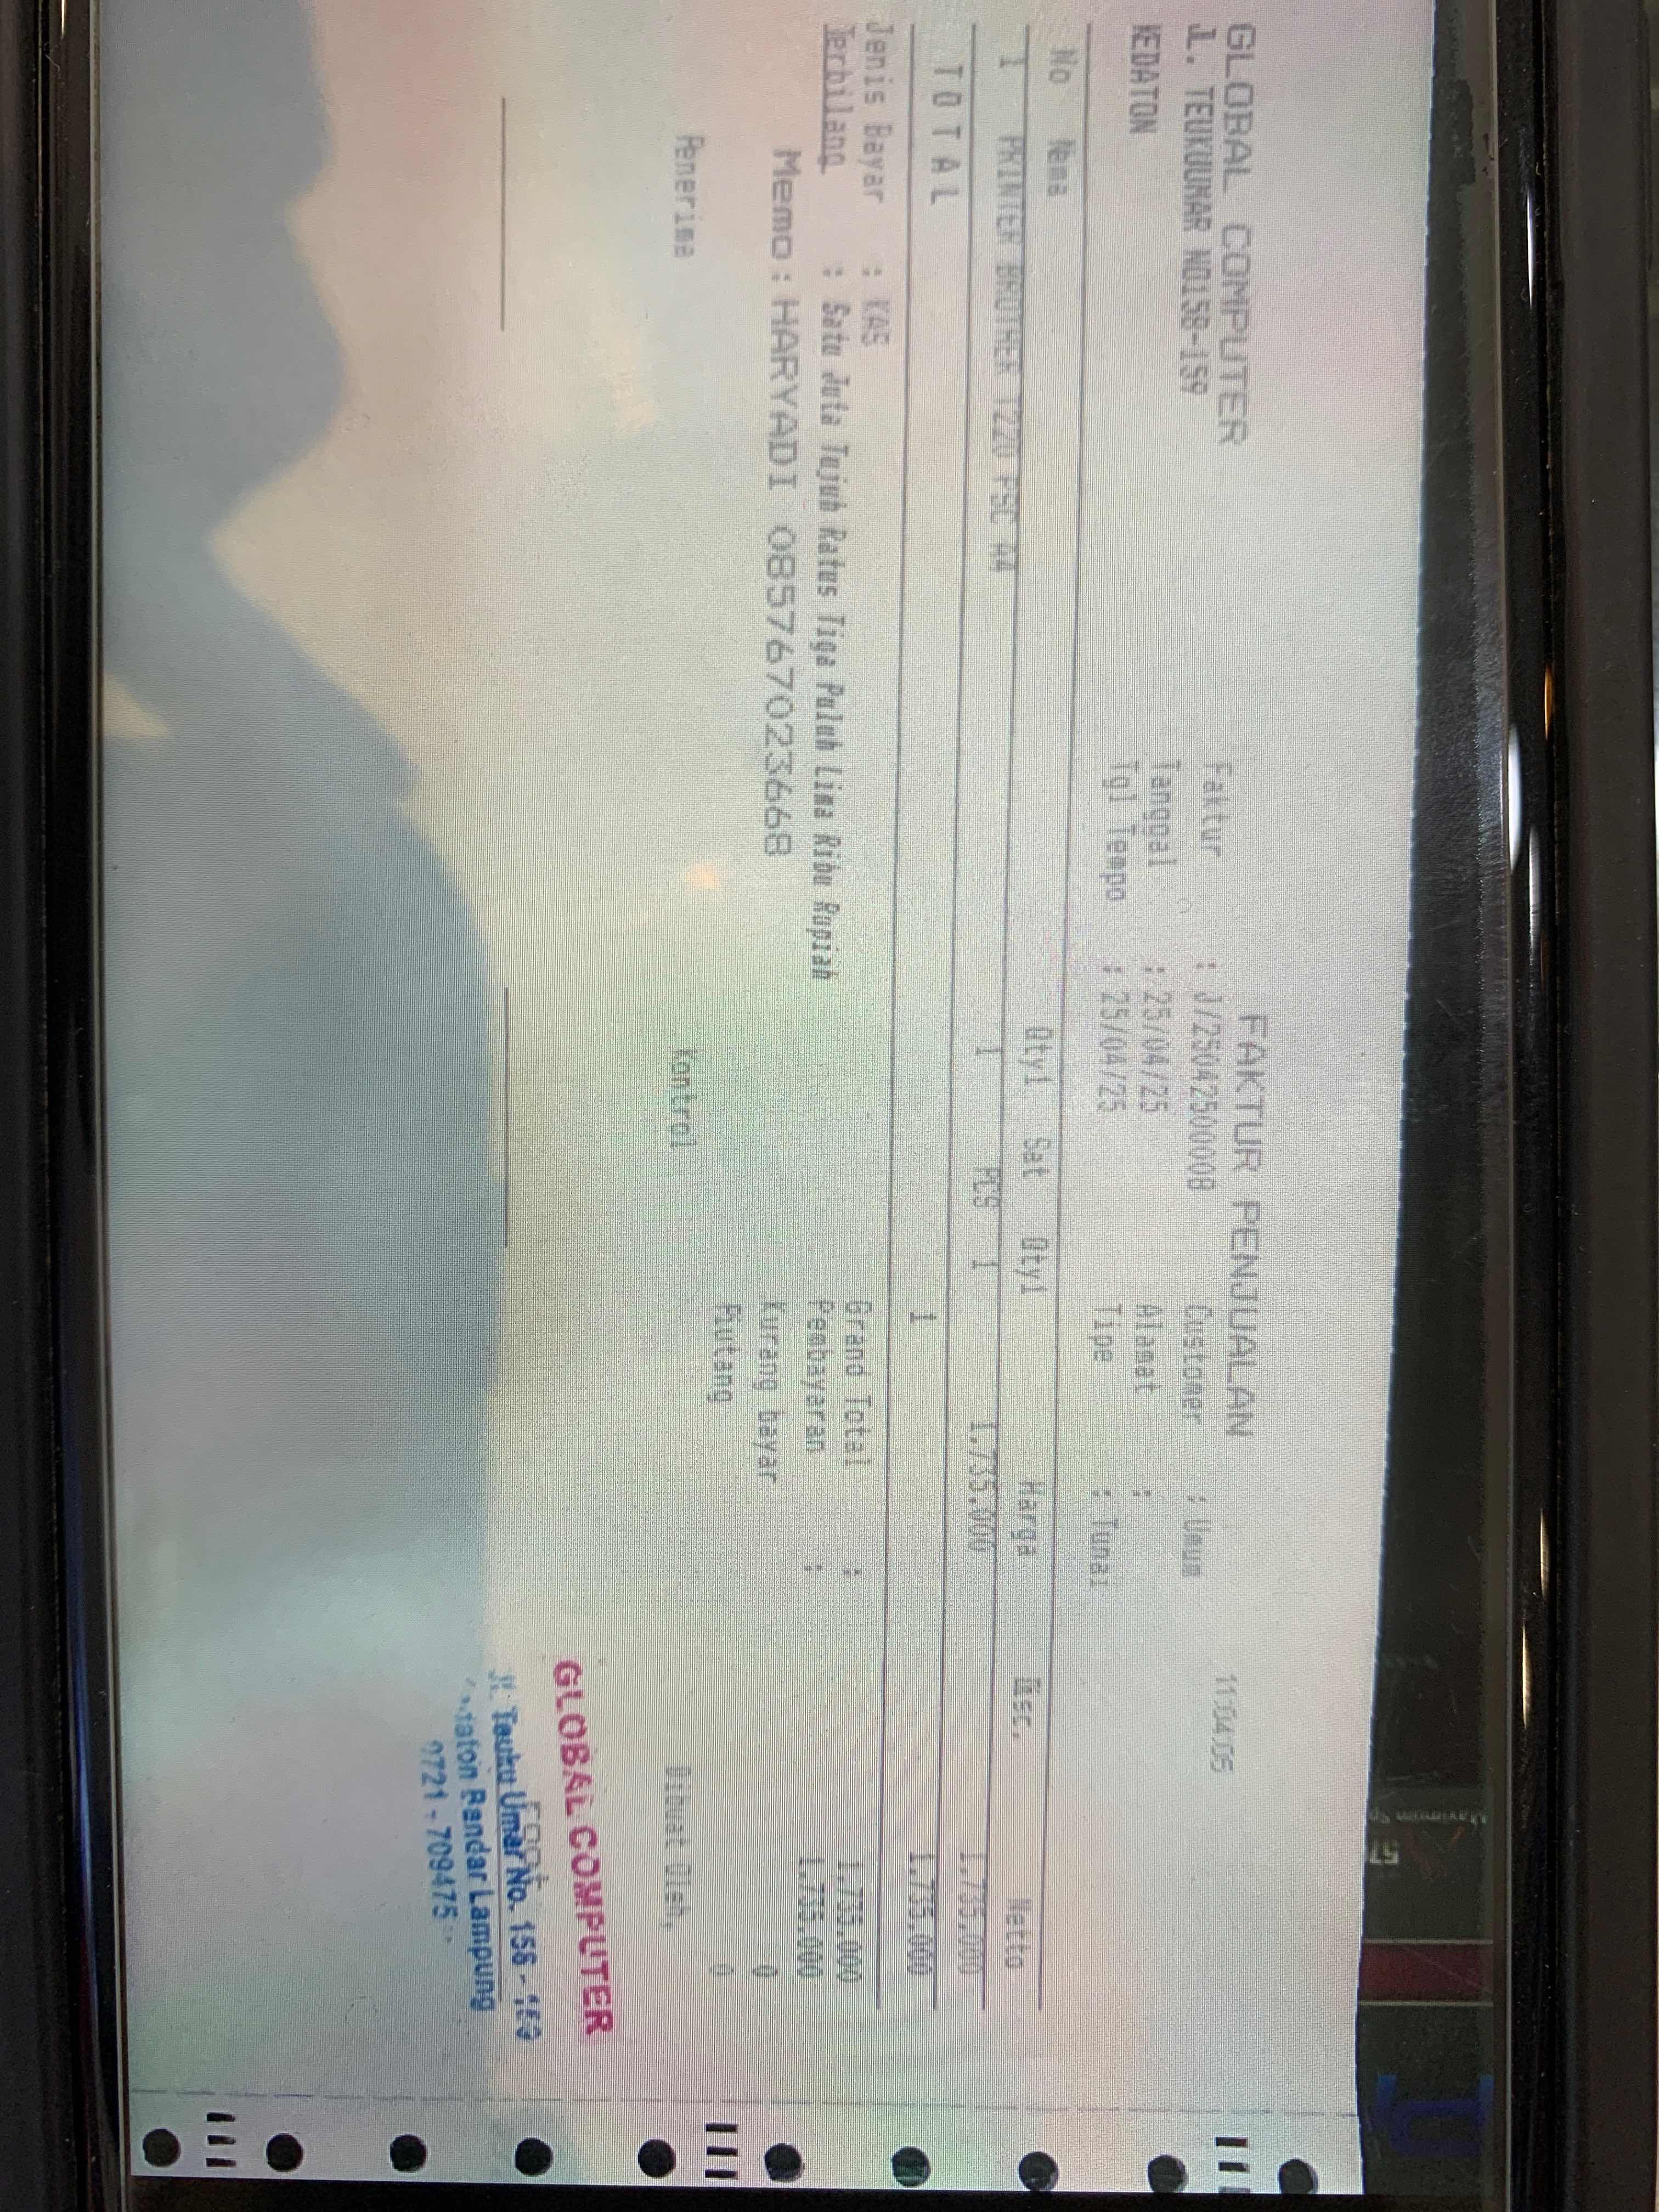 GLOBAL COMPUTER FAKTUR PENJUALAN 11:04:05
JL. TEUKUUMAR NO158-159 Faktur : J/25042500008 Customer : Umum
KEDATON Tanggal : 25/04/25 Alamat :
Tgl Tempo : 25/04/25 Tipe : Tunai
No Nama Qty1 Sat Qty1 Harga Disc. Netto
1 PRINTER BROTHER T220 PSC A4 1 PCS 1 1.735.000 1.735.000
T O T A L 1 1.735.000
Jenis Bayar : KAS Grand Total : 1.735.000
Terbilang : Satu Juta Tujuh Ratus Tiga Puluh Lima Ribu Rupiah Pembayaran : 1.735.000
Memo : HARYADI 085767023668 Kurang bayar 0
Piutang 0
Penerima Kontrol Dibuat Oleh,
GLOBAL COMPUTER
Jl. Teuku Umar No. 158 -
Bandar Lampung
0721 - 709475